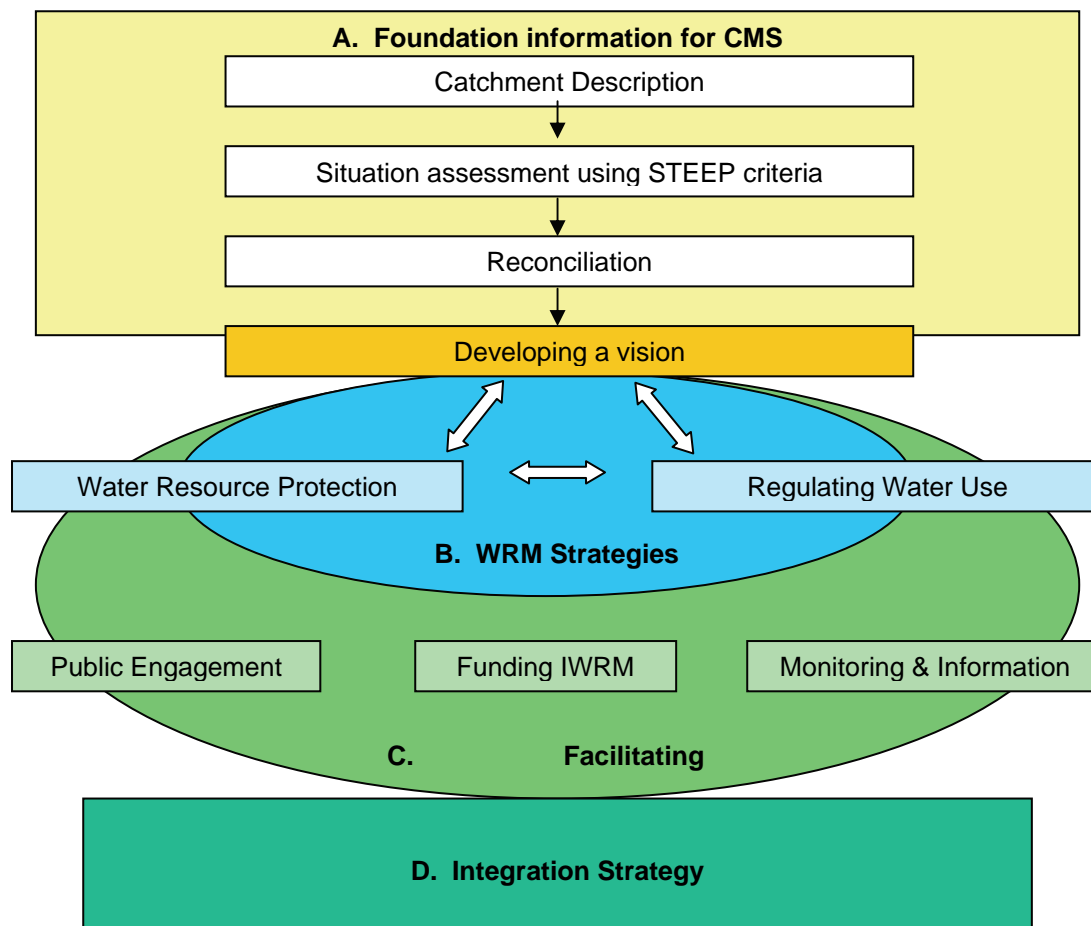 A. Foundation information for CMS
Catchment Description
Situation assessment using STEEP criteria
Reconciliation
Developing a vision
Water Resource Protection
Regulating Water Use
B. WRM Strategies
Public Engagement
Funding IWRM
Monitoring & Information
C. Facilitating
D. Integration Strategy